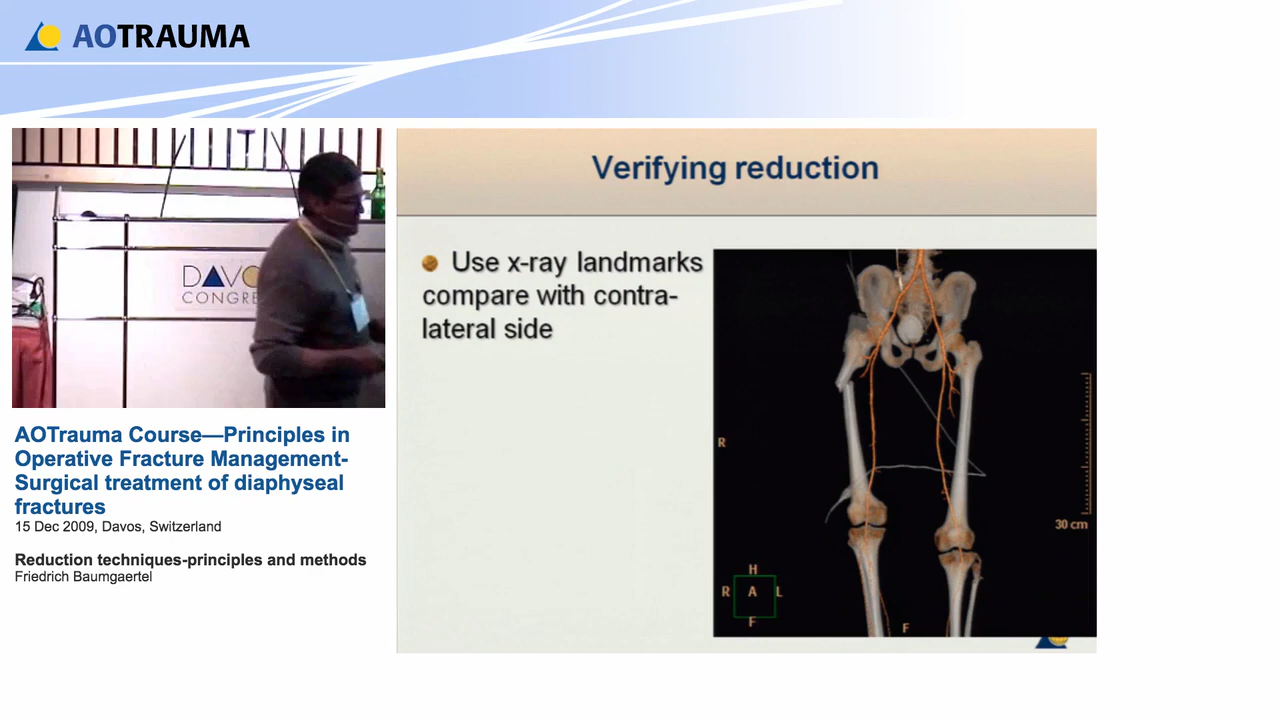 AOTRAUMA
DAVO
CONGRE
AOTrauma Course—Principles in
Operative Fracture Management-
Surgical treatment of diaphyseal
fractures
15 Dec 2009, Davos, Switzerland
Reduction techniques-principles and methods
Friedrich Baumgaertel
Verifying reduction
Use x-ray landmarks
compare with contra-
lateral side
R
30 cm
H
R A L
F
F